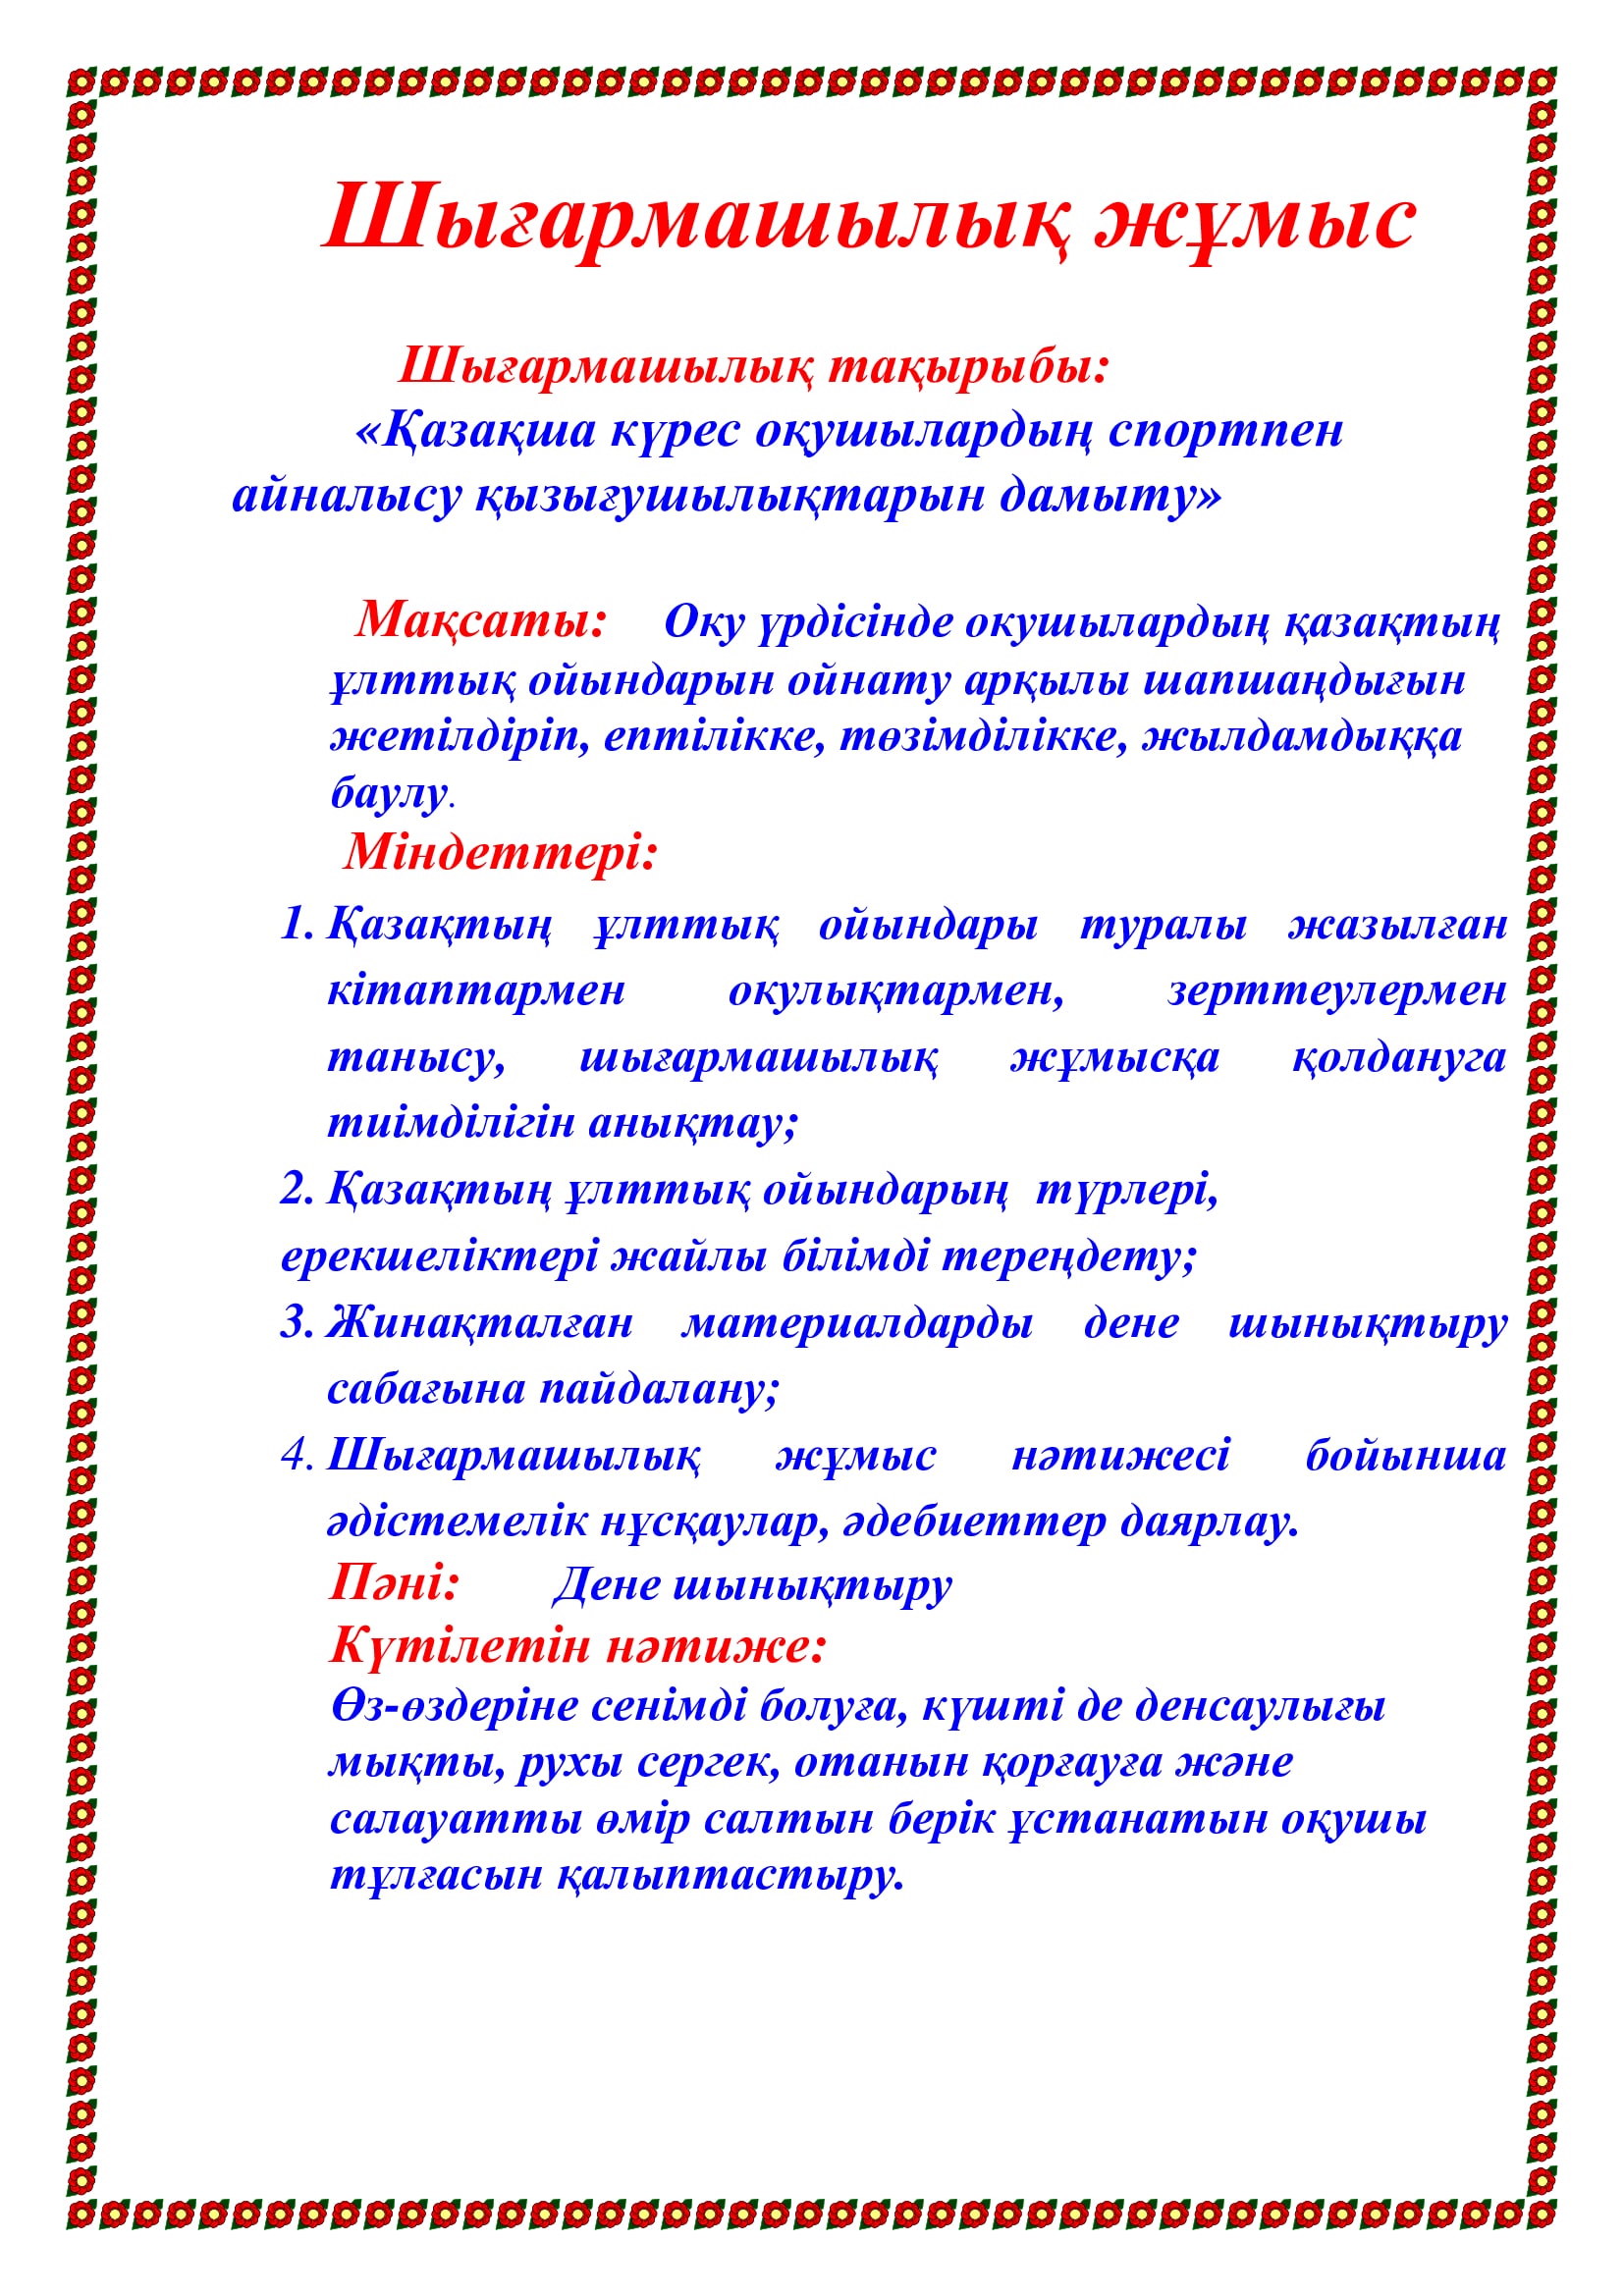 Шығармашылық жұмыс
Шығармашылық тақырыбы:
«Қазақша күрес оқушылардың спортпен
айналысу қызығушылықтарын дамыту»
Мақсаты: Оку үрдісінде окушылардың қазақтың
ұлттық ойындарын ойнату арқылы шапшаңдығын
жетілдіріп, ептілікке, төзімділікке, жылдамдыққа
баулу.
Міндеттері:
1. Қазақтың ұлттық ойындары туралы жазылған
кітаптармен окулықтармен, зерттеулермен
танысу, шығармашылық жұмысқа қолдануга
тиімділігін анықтау;
2. Қазақтың ұлттық ойындарың түрлері,
ерекшеліктері жайлы білімді тереңдету;
3. Жинақталған материалдарды дене шынықтыру
сабағына пайдалану;
4. Шығармашылық жұмыс нәтижесі бойынша
әдістемелік нұсқаулар, әдебиеттер даярлау.
Пәні: Дене шынықтыру
Күтілетін нәтиже:
Өз-өздеріне сенімді болуға, күшті де денсаулығы
мықты, рухы сергек, отанын қорғауға және
салауатты өмір салтын берік ұстанатын оқушы
тұлғасын қалыптастыру.